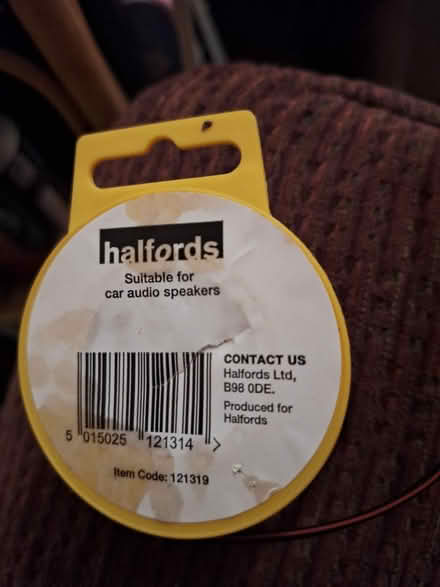 halfords
Suitable for
car audio speakers
CONTACT US
Halfords Ltd,
B98 0DE.
Produced for
Halfords
5 015025 121314 >
Item Code: 121319